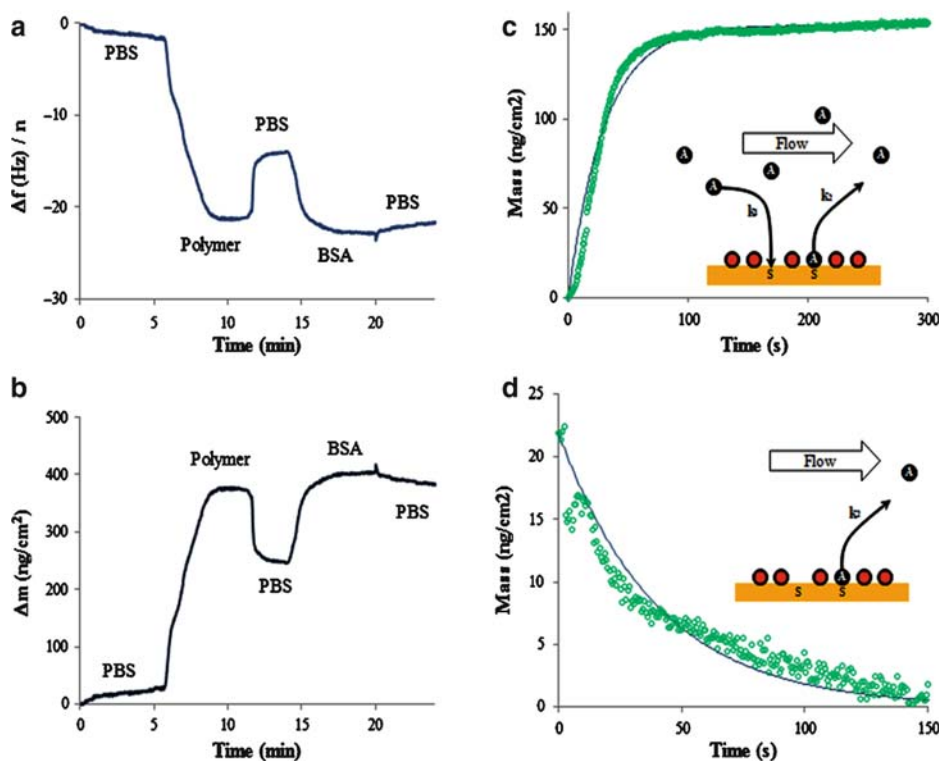 a
0
−10
−20
−30
Δf (Hz) / n
PBS
PBS
PBS
Polymer
BSA
0
5
10
15
20
Time (min)
b
500
400
300
200
100
0
Δm (ng/cm²)
Polymer
BSA
PBS
PBS
PBS
0
5
10
15
20
Time (min)
c
150
100
50
0
Mass (ng/cm2)
A
A
Flow
A
A
A
k₂
A
S
S
0
100
200
300
Time (s)
d
25
20
15
10
5
0
Mass (ng/cm2)
Flow
A
k₂
A
S
S
0
50
100
150
Time (s)